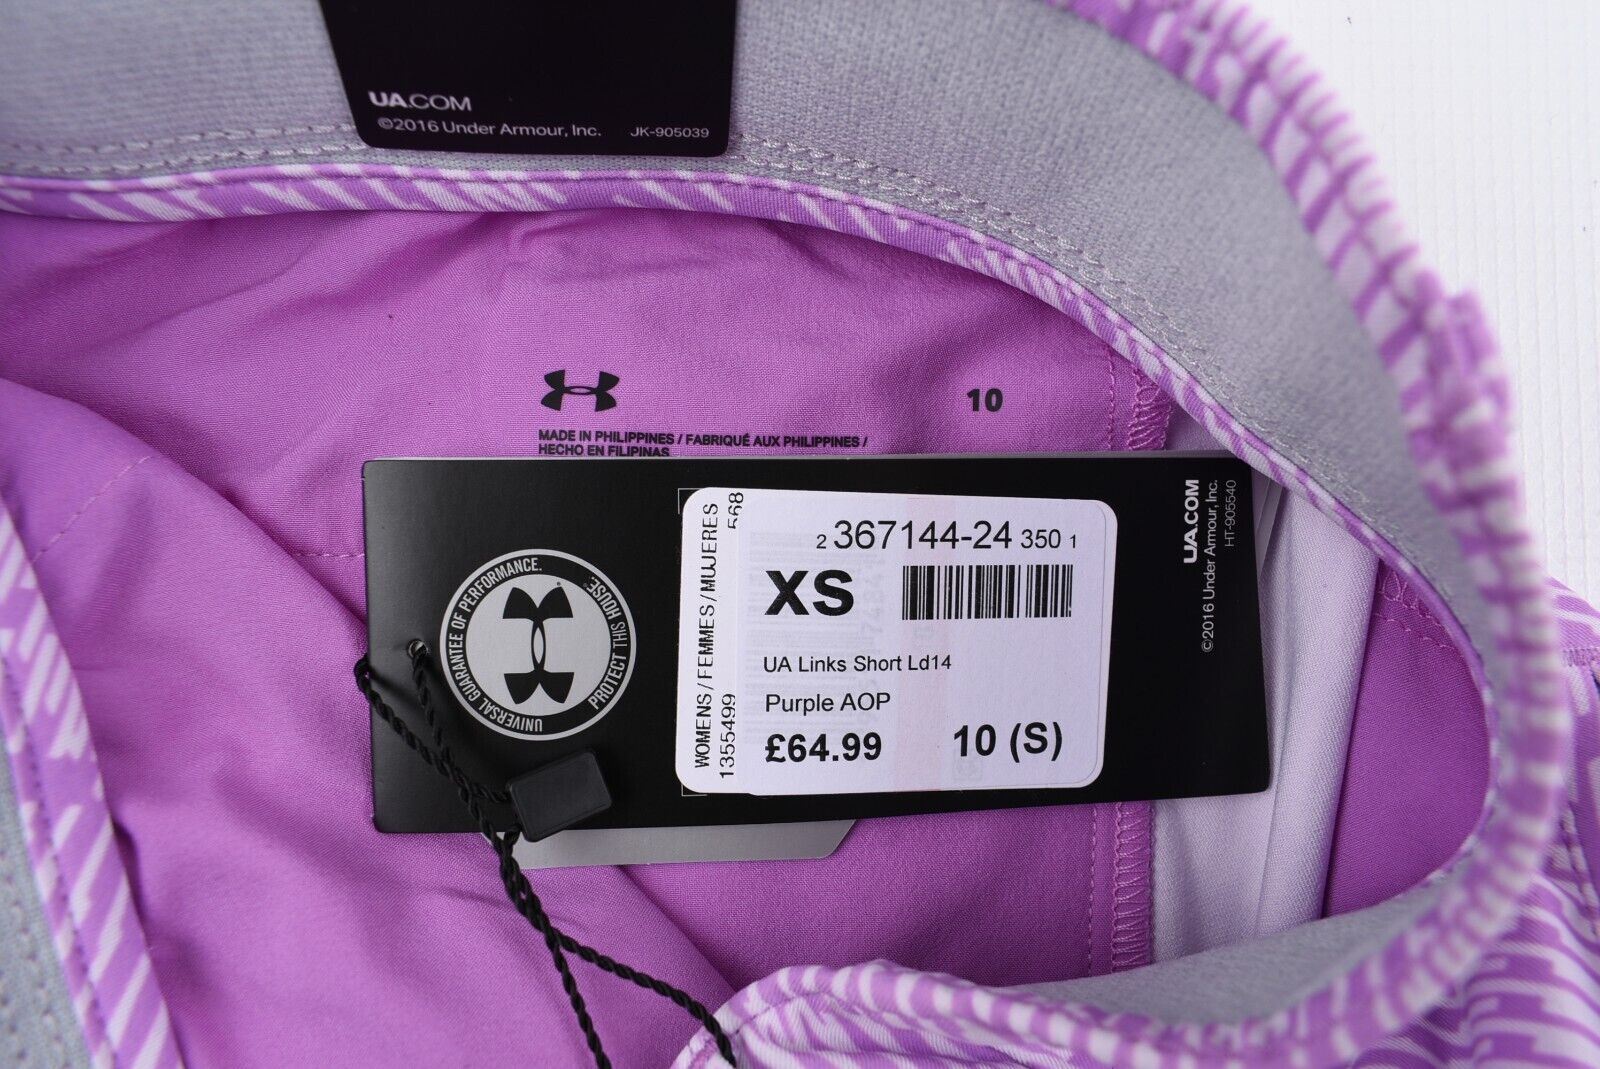 UA.COM
©2016 Under Armour, Inc. JK-905039
10
MADE IN PHILIPPINES / FABRIQUÉ AUX PHILIPPINES /
HECHO EN FILIPINAS
UNIVERSAL GUARANTEE OF PERFORMANCE.
PROTECT THIS HOUSE.
WOMENS/FEMMES/MUJERES
1355499 568
2 367144-24 350 1
XS
UA Links Short Ld14
Purple AOP
£64.99 10 (S)
UA.COM
©2016 Under Armour, Inc.
HT-905540